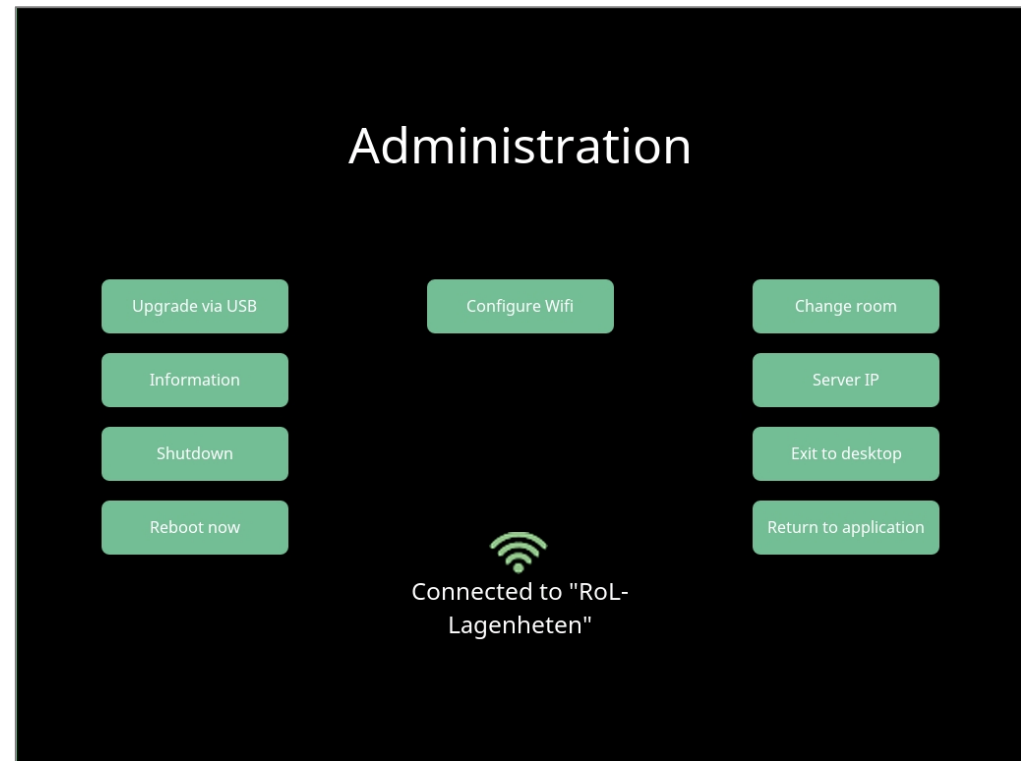 Administration
Upgrade via USB
Configure Wifi
Change room
Information
Server IP
Shutdown
Exit to desktop
Reboot now
Return to application
Connected to "RoL-
Lagenheten"